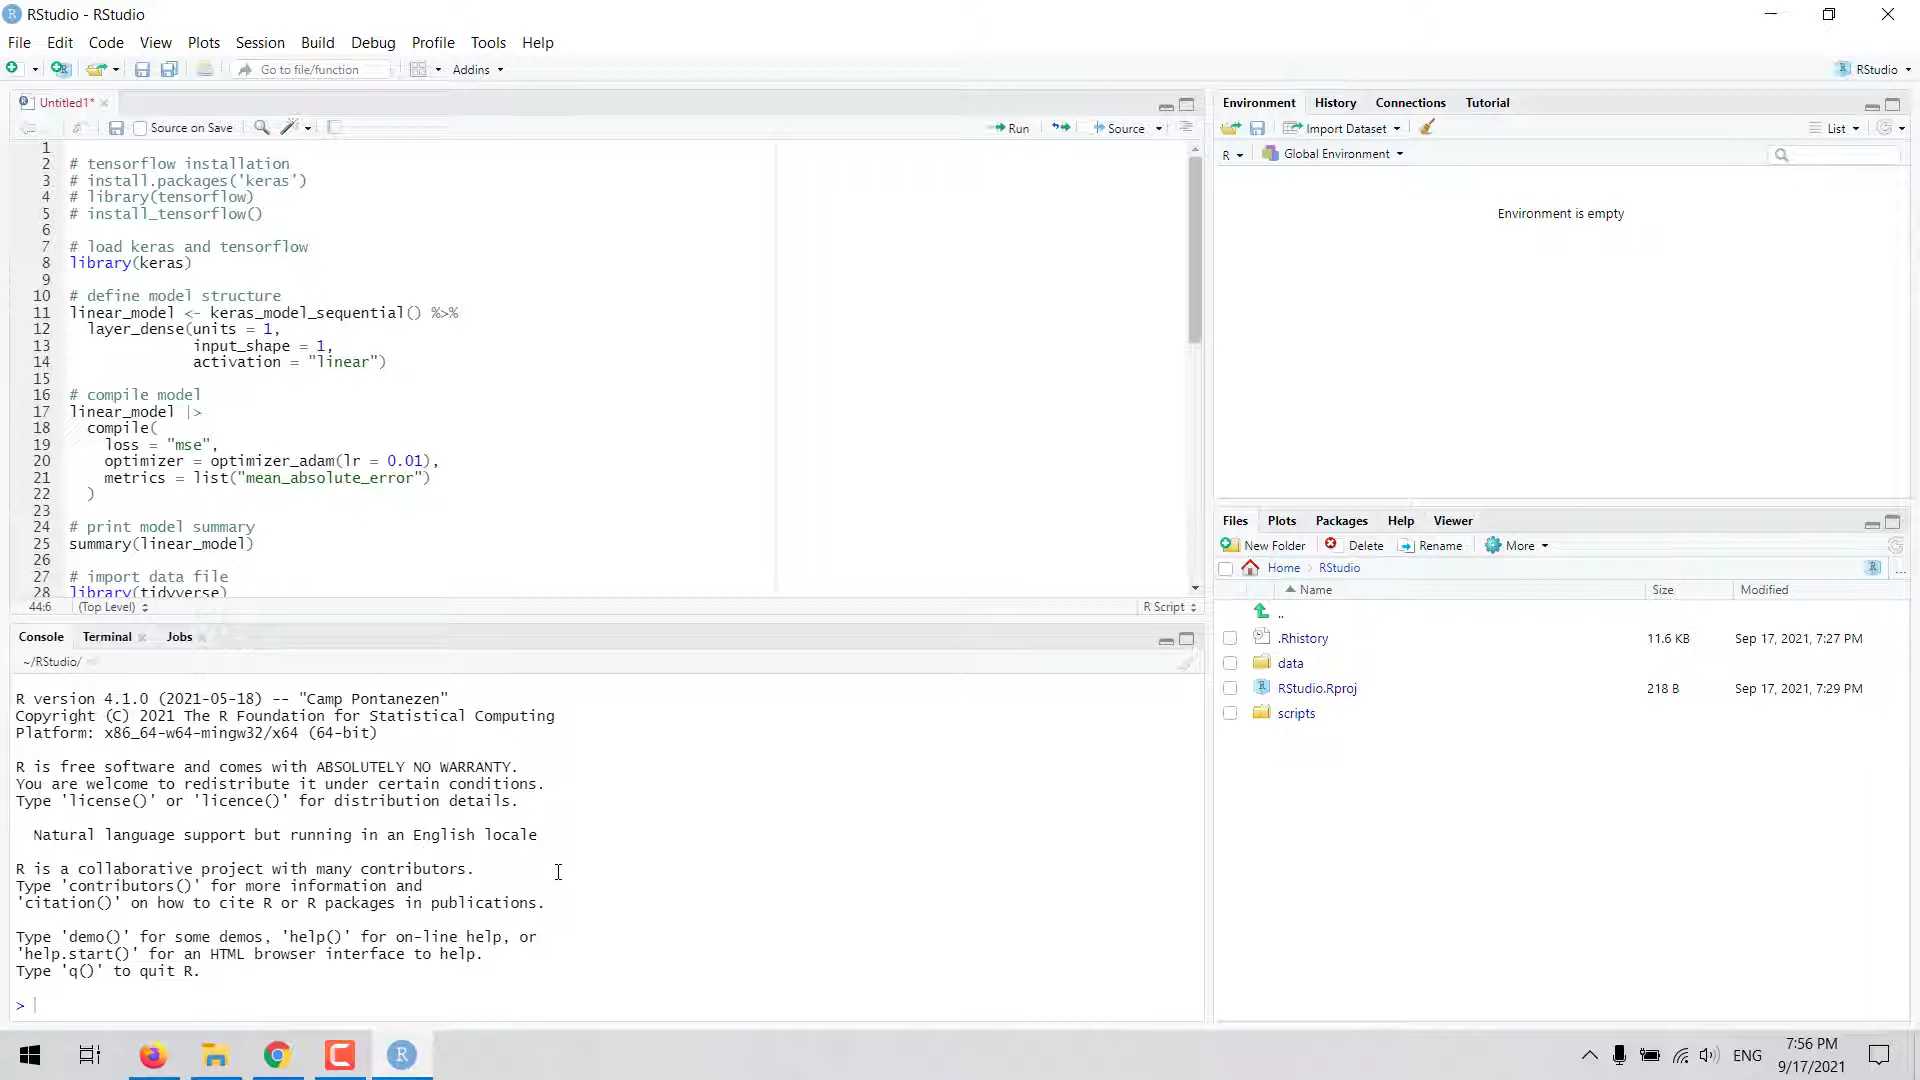 RStudio - RStudio
File Edit Code View Plots Session Build Debug Profile Tools Help
Go to file/function Addins RStudio
Untitled1*
Source on Save Run Source
1
2 # tensorflow installation
3 # install.packages('keras')
4 # library(tensorflow)
5 # install_tensorflow()
6
7 # load keras and tensorflow
8 library(keras)
9
10 # define model structure
11 linear_model <- keras_model_sequential() %>%
12 layer_dense(units = 1,
13 input_shape = 1,
14 activation = "linear")
15
16 # compile model
17 linear_model |>
18 compile(
19 loss = "mse",
20 optimizer = optimizer_adam(lr = 0.01),
21 metrics = list("mean_absolute_error")
22 )
23
24 # print model summary
25 summary(linear_model)
26
27 # import data file
28 library(tidyverse)
44:6 (Top Level) R Script
Console Terminal Jobs
~/RStudio/
R version 4.1.0 (2021-05-18) -- "Camp Pontanezen"
Copyright (C) 2021 The R Foundation for Statistical Computing
Platform: x86_64-w64-mingw32/x64 (64-bit)
R is free software and comes with ABSOLUTELY NO WARRANTY.
You are welcome to redistribute it under certain conditions.
Type 'license()' or 'licence()' for distribution details.
Natural language support but running in an English locale
R is a collaborative project with many contributors.
Type 'contributors()' for more information and
'citation()' on how to cite R or R packages in publications.
Type 'demo()' for some demos, 'help()' for on-line help, or
'help.start()' for an HTML browser interface to help.
Type 'q()' to quit R.
>
Environment History Connections Tutorial
Import Dataset List
R Global Environment
Environment is empty
Files Plots Packages Help Viewer
New Folder Delete Rename More
Home RStudio ...
Name Size Modified
..
.Rhistory 11.6 KB Sep 17, 2021, 7:27 PM
data
RStudio.Rproj 218 B Sep 17, 2021, 7:29 PM
scripts
ENG 7:56 PM
9/17/2021